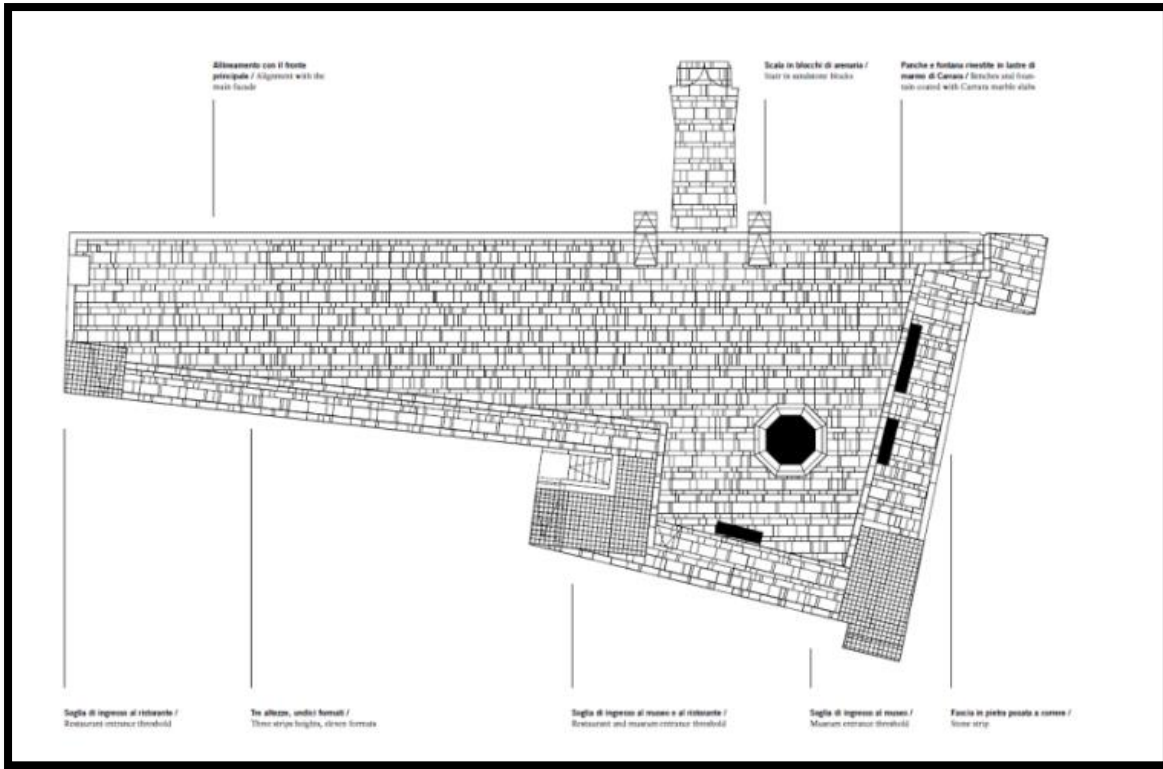 Allineamento con il fronte
principale / Alignment with the
main facade
Scala in blocchi di arenaria /
Stair in sandstone blocks
Panche e fontana rivestite in lastre di
marmo di Carrara / Benches and foun-
tain coated with Carrara marble slabs
Soglia di ingresso al ristorante /
Restaurant entrance threshold
Tre altezze, undici formati /
Three strips heights, eleven formats
Soglia di ingresso al museo e al ristorante /
Restaurant and museum entrance threshold
Soglia di ingresso al museo /
Museum entrance threshold
Fascia in pietra posata a correre /
Stone strip